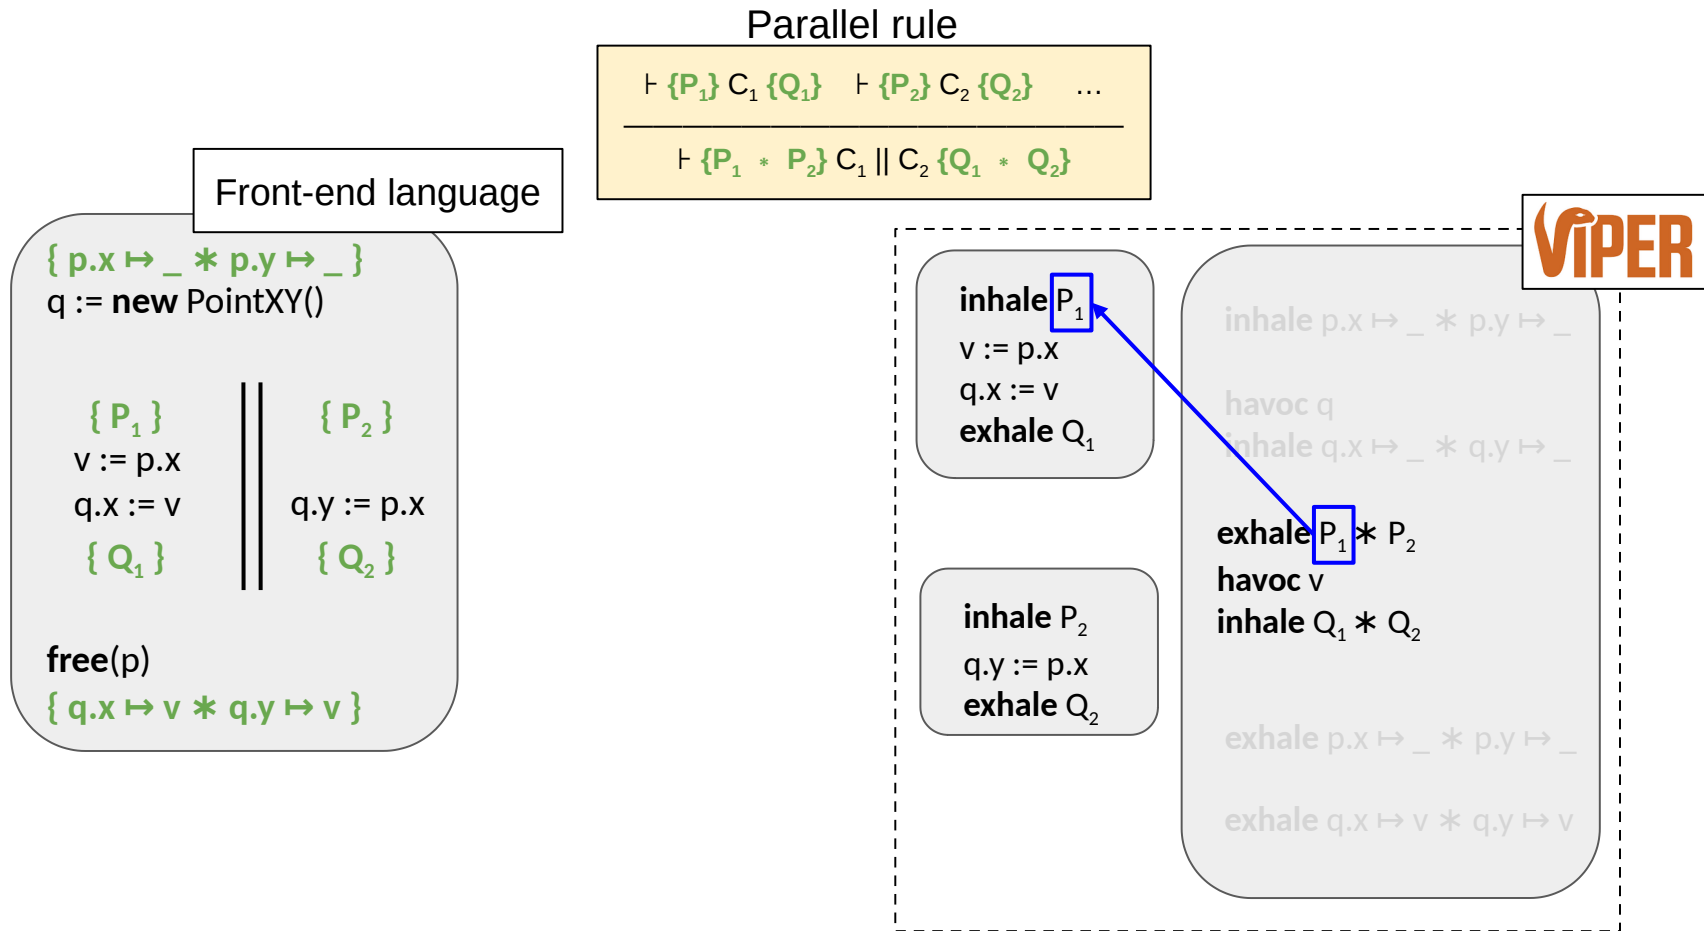 Parallel rule
⊦ {P₁} C₁ {Q₁} ⊦ {P₂} C₂ {Q₂} …
⊦ {P₁ * P₂} C₁ || C₂ {Q₁ * Q₂}
Front-end language
{ p.x ↦ _ ∗ p.y ↦ _ }
q := new PointXY()
{ P₁ }
v := p.x
q.x := v
{ Q₁ }
{ P₂ }
q.y := p.x
{ Q₂ }
free(p)
{ q.x ↦ v ∗ q.y ↦ v }
VIPER
inhale P₁
v := p.x
q.x := v
exhale Q₁
inhale P₂
q.y := p.x
exhale Q₂
inhale p.x ↦ _ ∗ p.y ↦ _
havoc q
inhale q.x ↦ _ ∗ q.y ↦ _
exhale P₁ ∗ P₂
havoc v
inhale Q₁ ∗ Q₂
exhale p.x ↦ _ ∗ p.y ↦ _
exhale q.x ↦ v ∗ q.y ↦ v